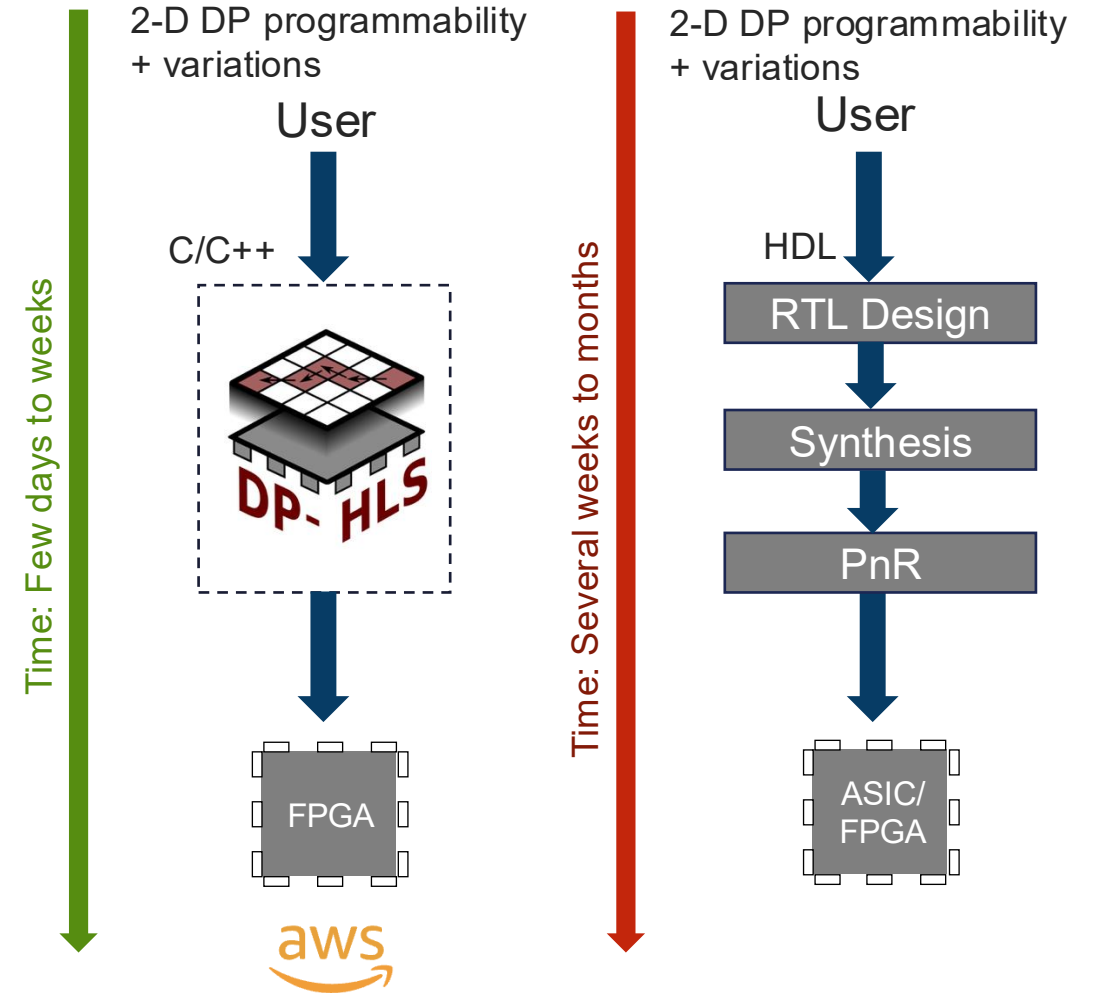 2-D DP programmability
+ variations
User
C/C++
DP-HLS
FPGA
aws
Time: Few days to weeks
2-D DP programmability
+ variations
User
HDL
RTL Design
Synthesis
PnR
ASIC/
FPGA
Time: Several weeks to months